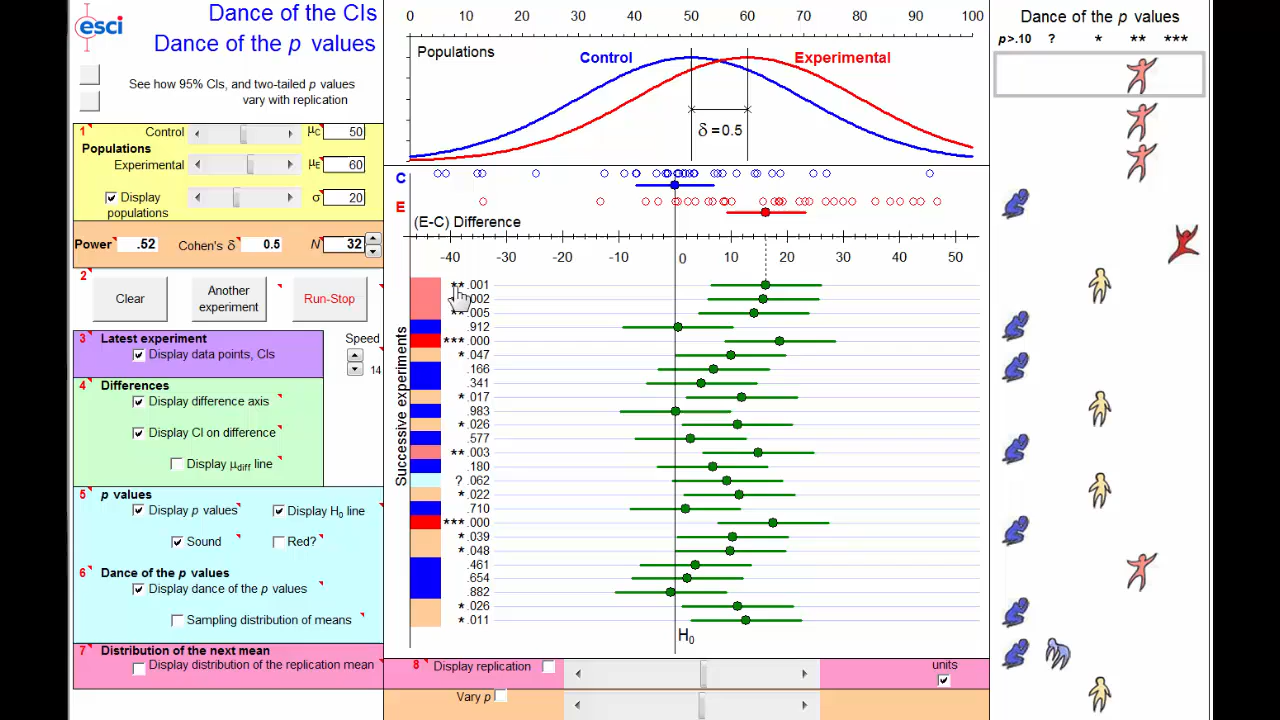 esci
Dance of the CIs
Dance of the p values
See how 95% CIs, and two-tailed p values
vary with replication
1
Control
μC
50
Populations
Experimental
μE
60
Display
populations
σ
20
Power
.52
Cohen's δ
0.5
N
32
2
Clear
Another
experiment
Run-Stop
3
Latest experiment
Display data points, CIs
Speed
14
4
Differences
Display difference axis
Display CI on difference
Display μdiff line
5
p values
Display p values
Display H0 line
Sound
Red?
6
Dance of the p values
Display dance of the p values
Sampling distribution of means
7
Distribution of the next mean
Display distribution of the replication mean
0 10 20 30 40 50 60 70 80 90 100
Populations
Control
Experimental
δ =0.5
C
E
(E-C) Difference
-40 -30 -20 -10 0 10 20 30 40 50
Successive experiments
** .001
.002
** .005
.912
*** .000
* .047
.166
.341
* .017
.983
* .026
.577
** .003
.180
? .062
* .022
.710
*** .000
* .039
* .048
.461
.654
.882
* .026
* .011
H0
8
Display replication
units
Vary p
Dance of the p values
p>.10 ? * ** ***